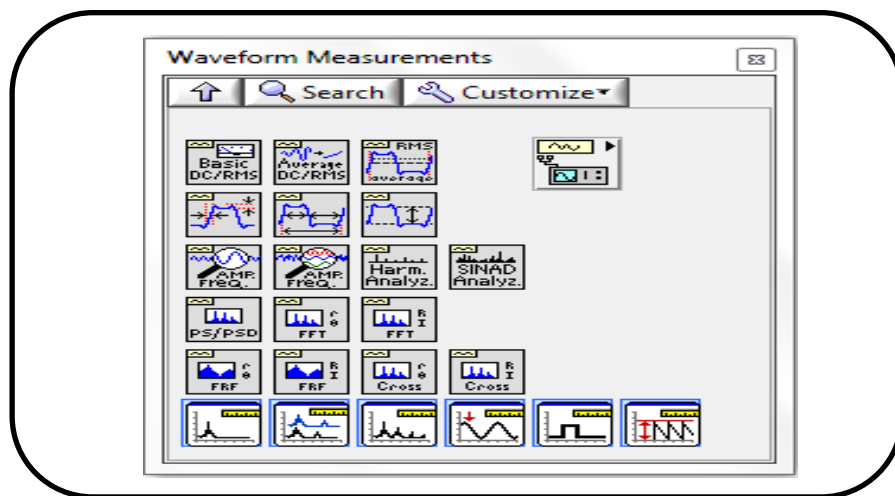 Waveform Measurements
Search Customize
Basic DC/RMS
Average DC/RMS
RMS average
AMP Freq.
AMP FREQ.
Harm. Analyz.
SINAD Analyz.
PS/PSD
FFT
R I FFT
FRF
R I FRF
Cross
R I Cross